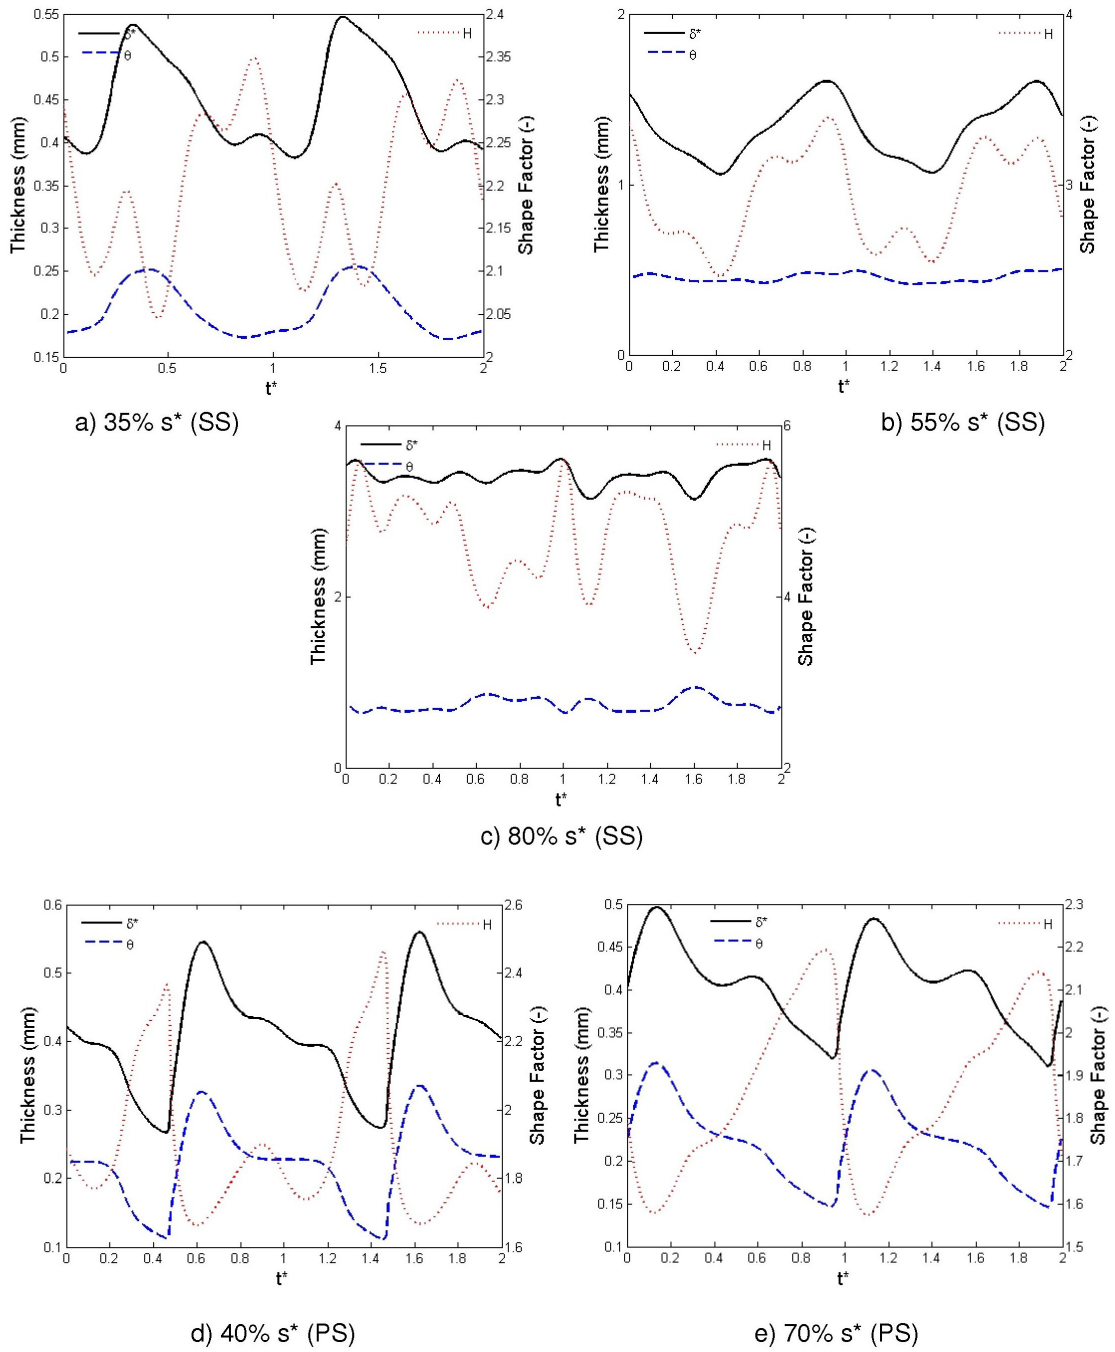 0.55
0.5
0.45
0.4
0.35
0.3
0.25
0.2
0.15
Thickness (mm)
δ*
θ
H
2.4
2.35
2.3
2.25
2.2
2.15
2.1
2.05
2
Shape Factor (-)
0 0.5 1 1.5 2
t*
a) 35% s* (SS)
2
1
0
Thickness (mm)
δ*
θ
H
4
3
2
Shape Factor (-)
0 0.2 0.4 0.6 0.8 1 1.2 1.4 1.6 1.8 2
t*
b) 55% s* (SS)
4
2
0
Thickness (mm)
δ*
θ
H
6
4
2
Shape Factor (-)
0 0.2 0.4 0.6 0.8 1 1.2 1.4 1.6 1.8 2
t*
c) 80% s* (SS)
0.6
0.5
0.4
0.3
0.2
0.1
Thickness (mm)
δ*
θ
H
2.6
2.4
2.2
2
1.8
1.6
Shape Factor (-)
0 0.2 0.4 0.6 0.8 1 1.2 1.4 1.6 1.8 2
t*
d) 40% s* (PS)
0.5
0.45
0.4
0.35
0.3
0.25
0.2
0.15
0.1
Thickness (mm)
δ*
θ
H
2.3
2.2
2.1
2
1.9
1.8
1.7
1.6
1.5
Shape Factor (-)
0 0.2 0.4 0.6 0.8 1 1.2 1.4 1.6 1.8 2
t*
e) 70% s* (PS)